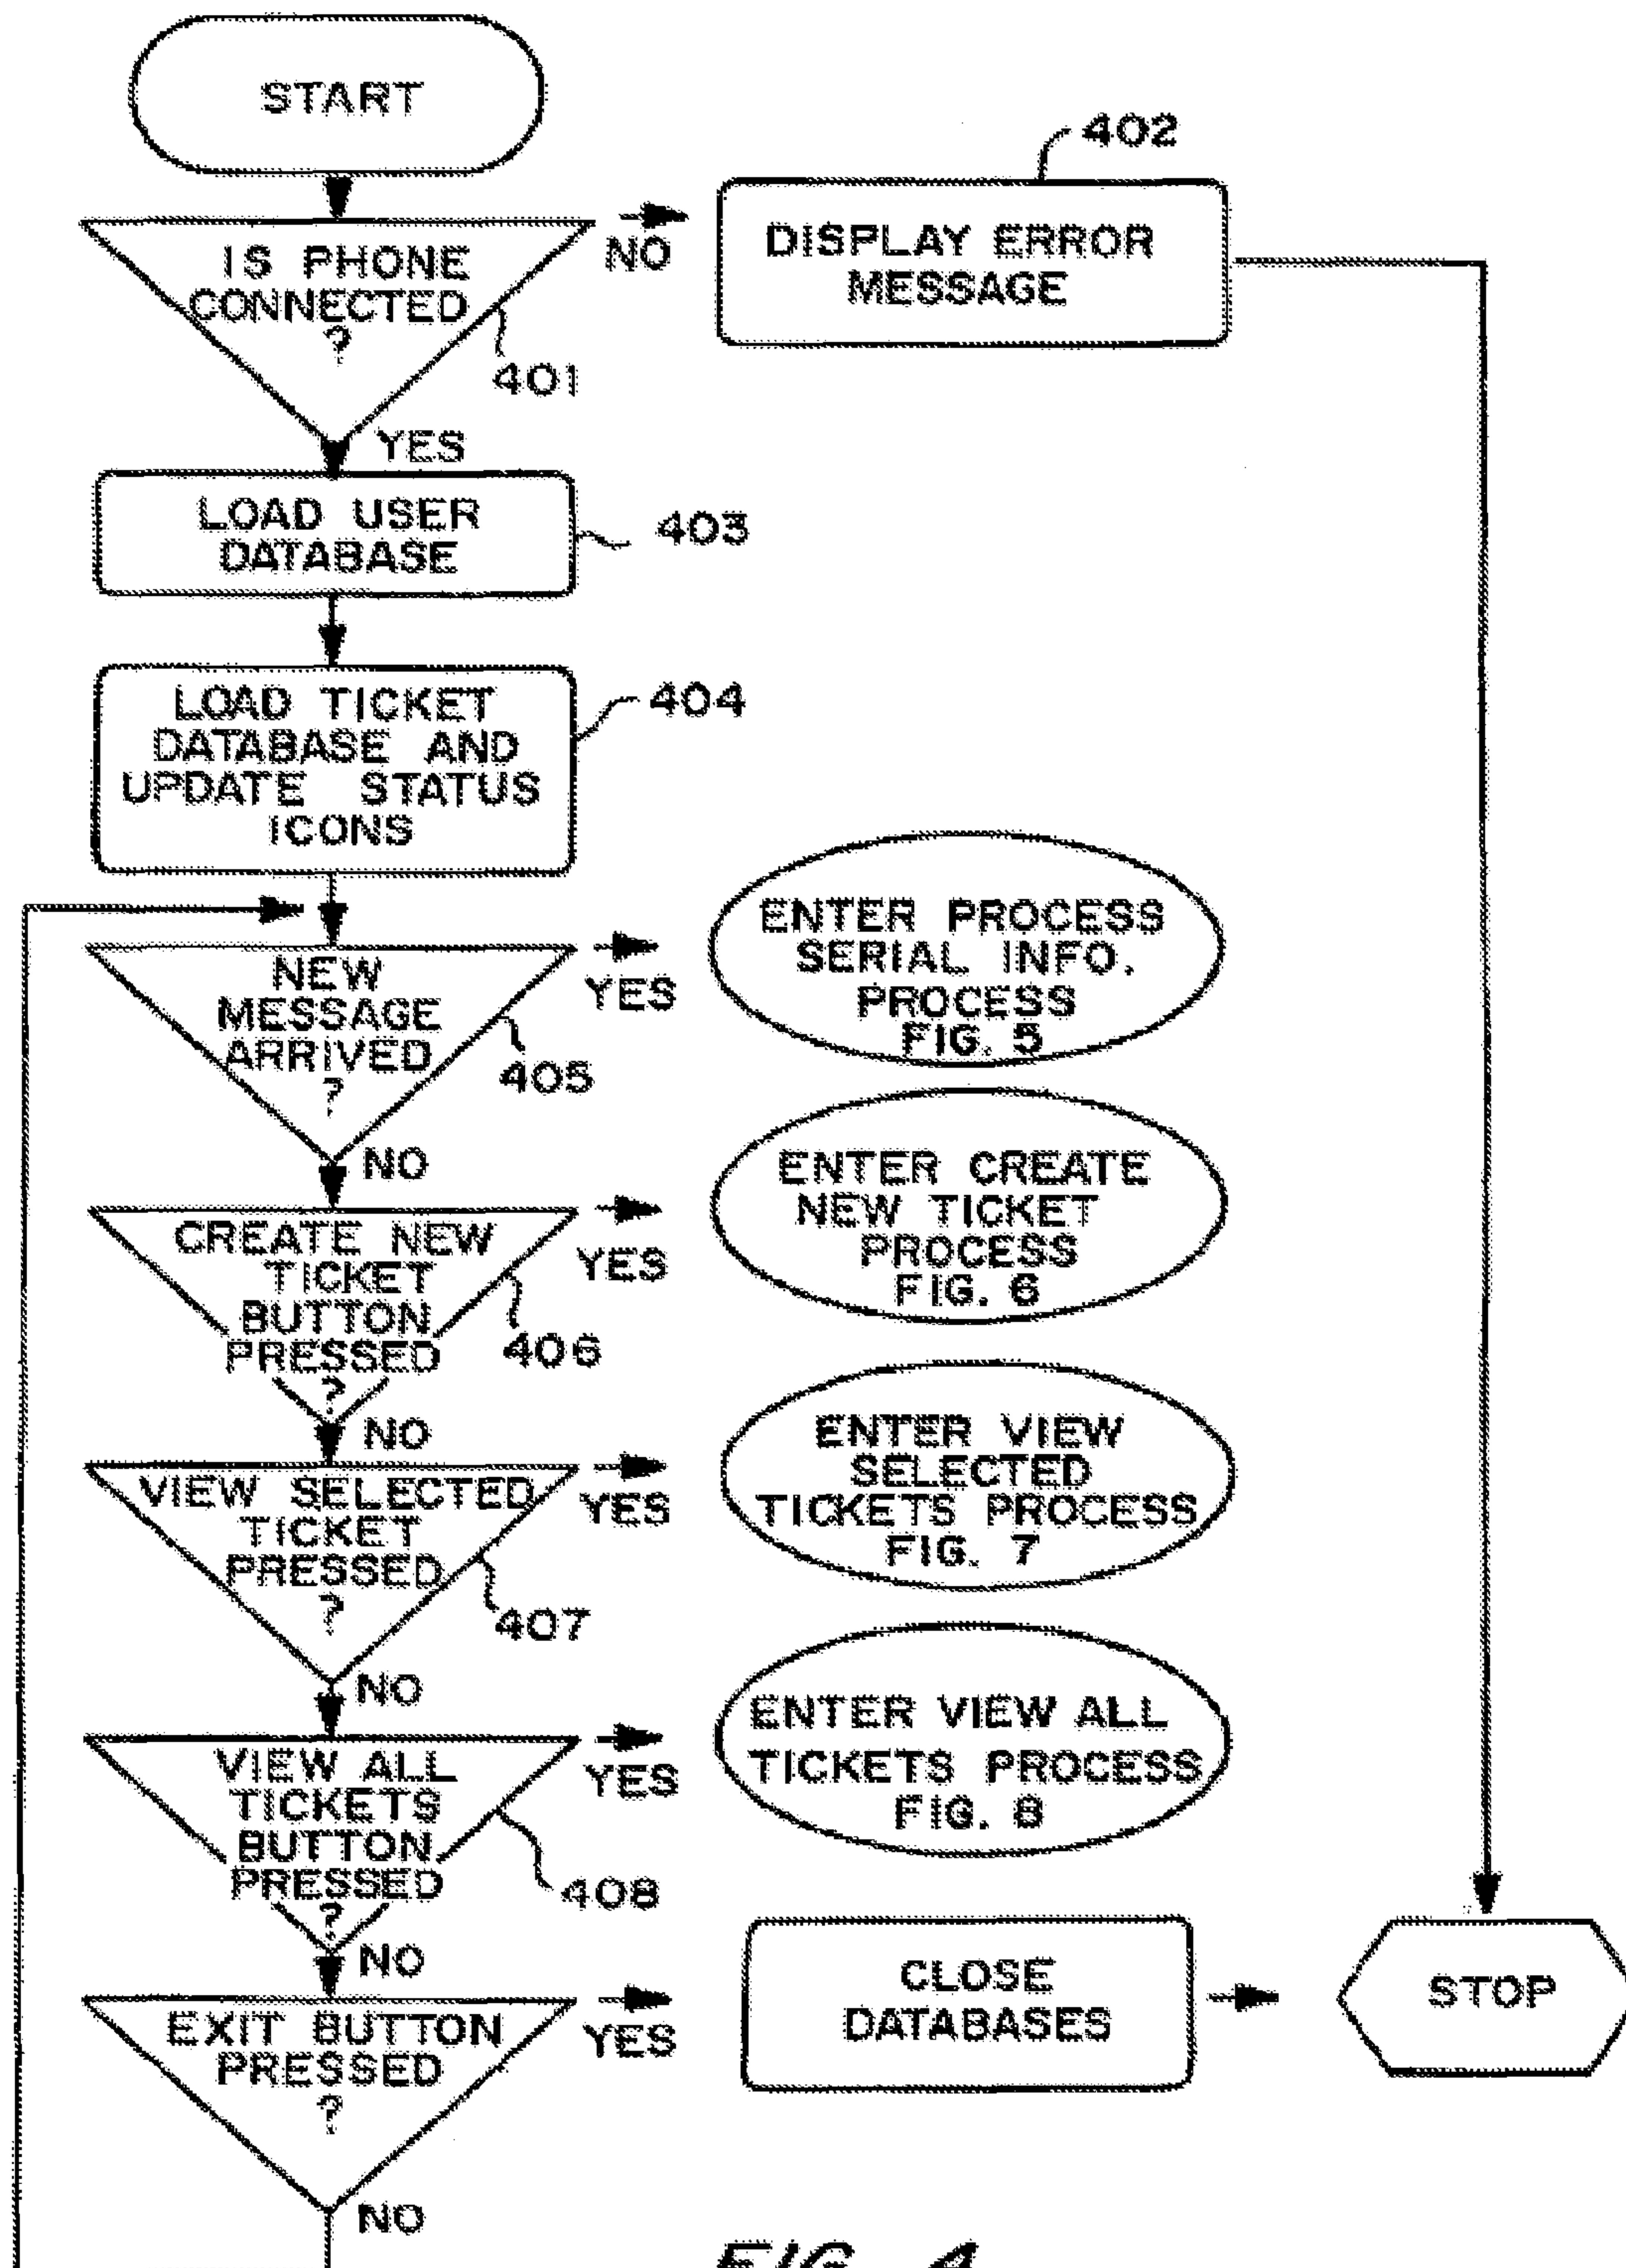 START
402
DISPLAY ERROR
MESSAGE
NO
IS PHONE
CONNECTED
?
401
YES
LOAD USER
DATABASE
403
LOAD TICKET
DATABASE AND
UPDATE STATUS
ICONS
404
NEW
MESSAGE
ARRIVED
?
405
YES
ENTER PROCESS
SERIAL INFO.
PROCESS
FIG. 5
NO
CREATE NEW
TICKET
BUTTON
PRESSED
?
406
YES
ENTER CREATE
NEW TICKET
PROCESS
FIG. 6
NO
VIEW SELECTED
TICKET
PRESSED
?
407
YES
ENTER VIEW
SELECTED
TICKETS PROCESS
FIG. 7
NO
VIEW ALL
TICKETS
BUTTON
PRESSED
?
408
YES
ENTER VIEW ALL
TICKETS PROCESS
FIG. 8
NO
EXIT BUTTON
PRESSED
?
YES
CLOSE
DATABASES
STOP
NO
FIG. 4